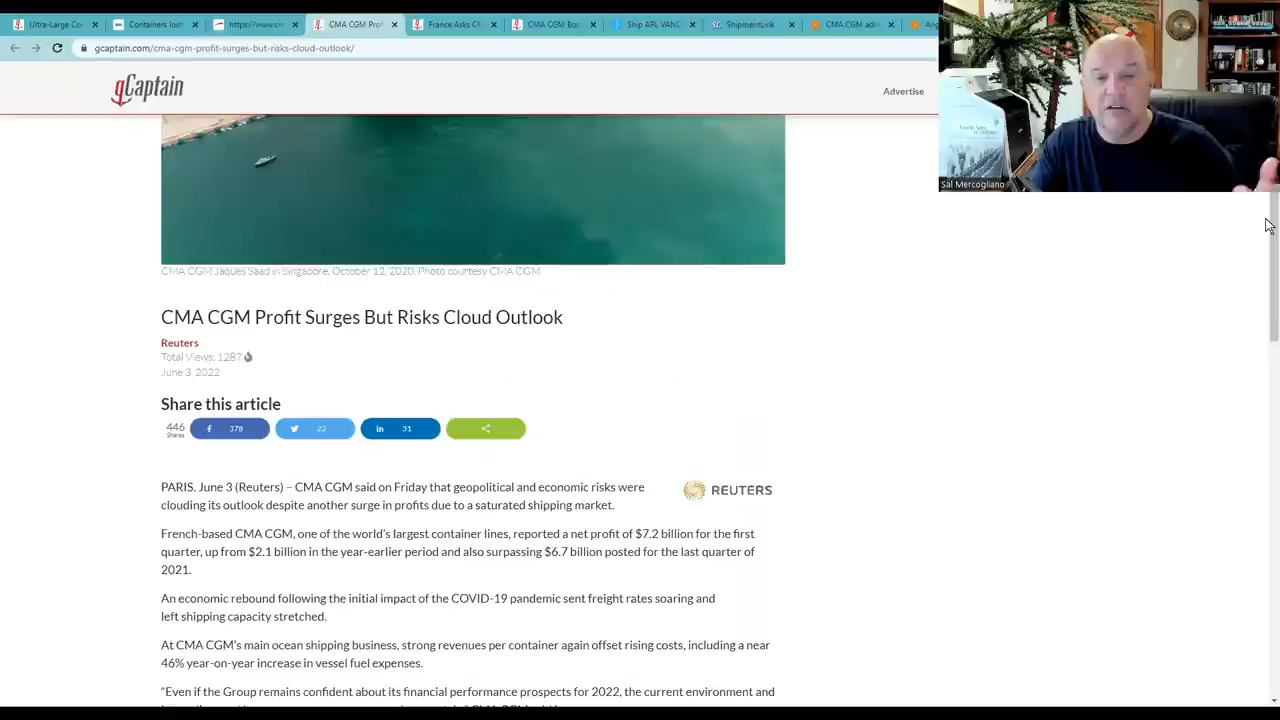 Ultra-Large Co
Containers lost
https://www.cr
CMA CGM Pro
France Asks C
CMA CGM Bos
Ship APL VANC
ShipmentLink
CMA CGM adi
Ang
gcaptain.com/cma-cgm-profit-surges-but-risks-cloud-outlook/
gCaptain
Advertise
Sal Mercogliano
CMA CGM Jaques Saad in Singapore, October 12, 2020. Photo courtesy CMA CGM
CMA CGM Profit Surges But Risks Cloud Outlook
Reuters
Total Views: 1287
June 3, 2022
Share this article
446
Shares
378
22
in 31
PARIS, June 3 (Reuters) – CMA CGM said on Friday that geopolitical and economic risks were
clouding its outlook despite another surge in profits due to a saturated shipping market.
REUTERS
French-based CMA CGM, one of the world's largest container lines, reported a net profit of $7.2 billion for the first
quarter, up from $2.1 billion in the year-earlier period and also surpassing $6.7 billion posted for the last quarter of
2021.
An economic rebound following the initial impact of the COVID-19 pandemic sent freight rates soaring and
left shipping capacity stretched.
At CMA CGM's main ocean shipping business, strong revenues per container again offset rising costs, including a near
46% year-on-year increase in vessel fuel expenses.
“Even if the Group remains confident about its financial performance prospects for 2022, the current environment and